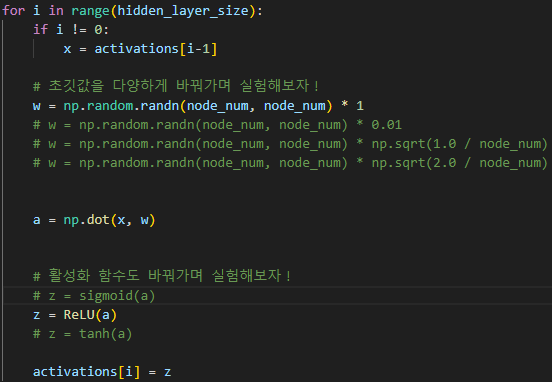 for i in range(hidden_layer_size):
    if i != 0:
        x = activations[i-1]
    # 초깃값을 다양하게 바꿔가며 실험해보자！
    w = np.random.randn(node_num, node_num) * 1
    # w = np.random.randn(node_num, node_num) * 0.01
    # w = np.random.randn(node_num, node_num) * np.sqrt(1.0 / node_num)
    # w = np.random.randn(node_num, node_num) * np.sqrt(2.0 / node_num)
    a = np.dot(x, w)
    # 활성화 함수도 바꿔가며 실험해보자！
    # z = sigmoid(a)
    z = ReLU(a)
    # z = tanh(a)
    activations[i] = z